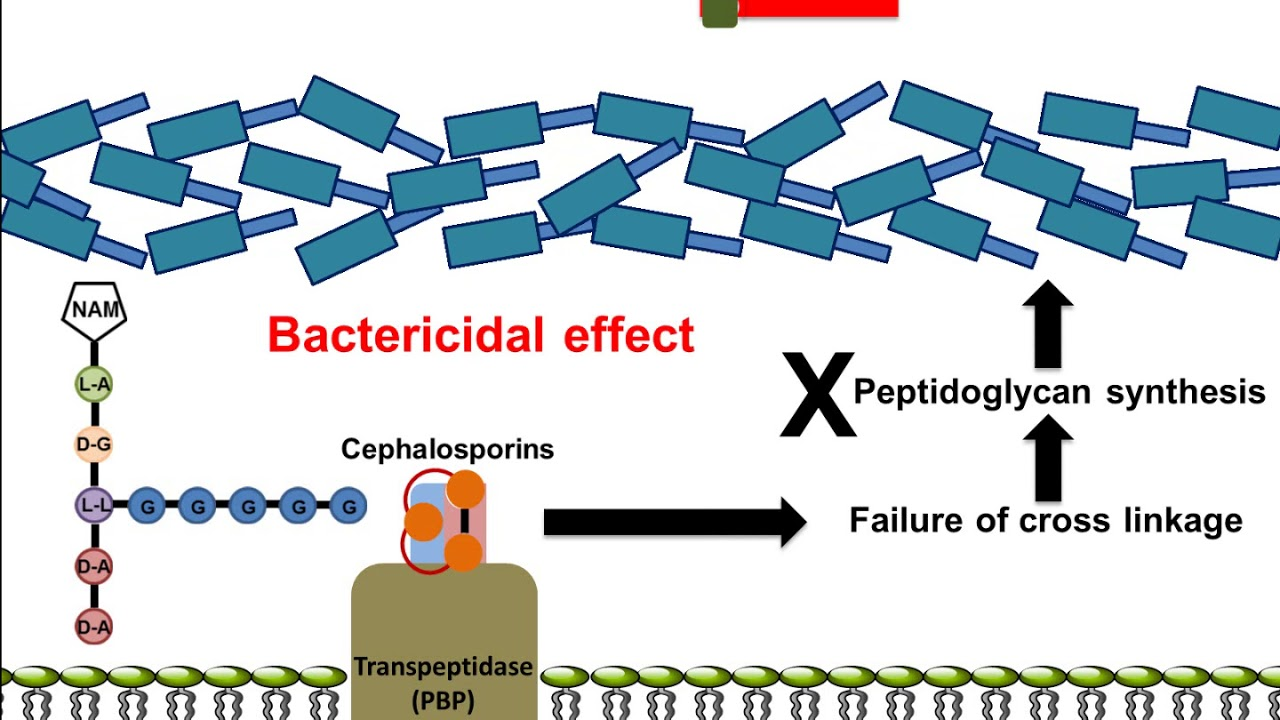 NAM
Bactericidal effect
L-A
X Peptidoglycan synthesis
D-G
Cephalosporins
L-L G G G G G
Failure of cross linkage
D-A
D-A
Transpeptidase
(PBP)